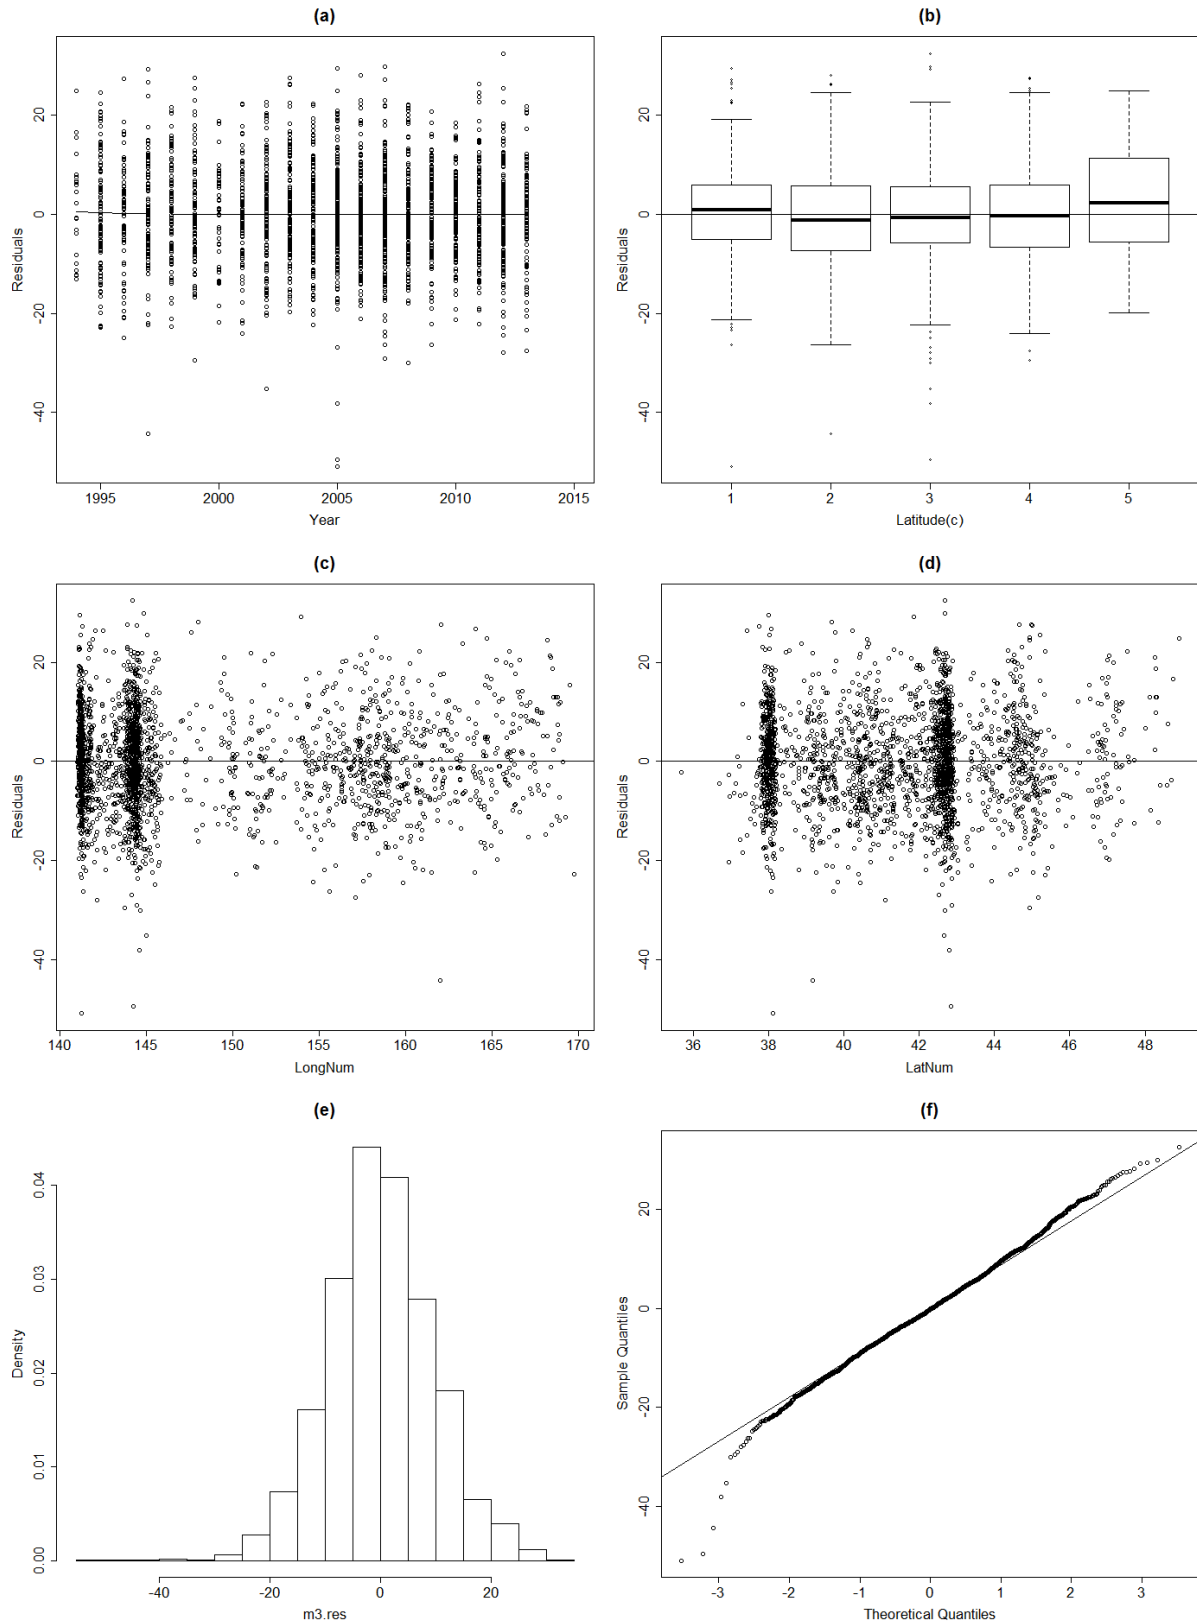 (a)
20
0
-20
-40
Residuals
1995 2000 2005 2010 2015
Year
(b)
20
0
-20
-40
Residuals
1 2 3 4 5
Latitude(c)
(c)
20
0
-20
-40
Residuals
140 145 150 155 160 165 170
LongNum
(d)
20
0
-20
-40
Residuals
36 38 40 42 44 46 48
LatNum
(e)
0.04
0.03
0.02
0.01
0.00
Density
-40 -20 0 20
m3.res
(f)
20
0
-20
-40
Sample Quantiles
-3 -2 -1 0 1 2 3
Theoretical Quantiles